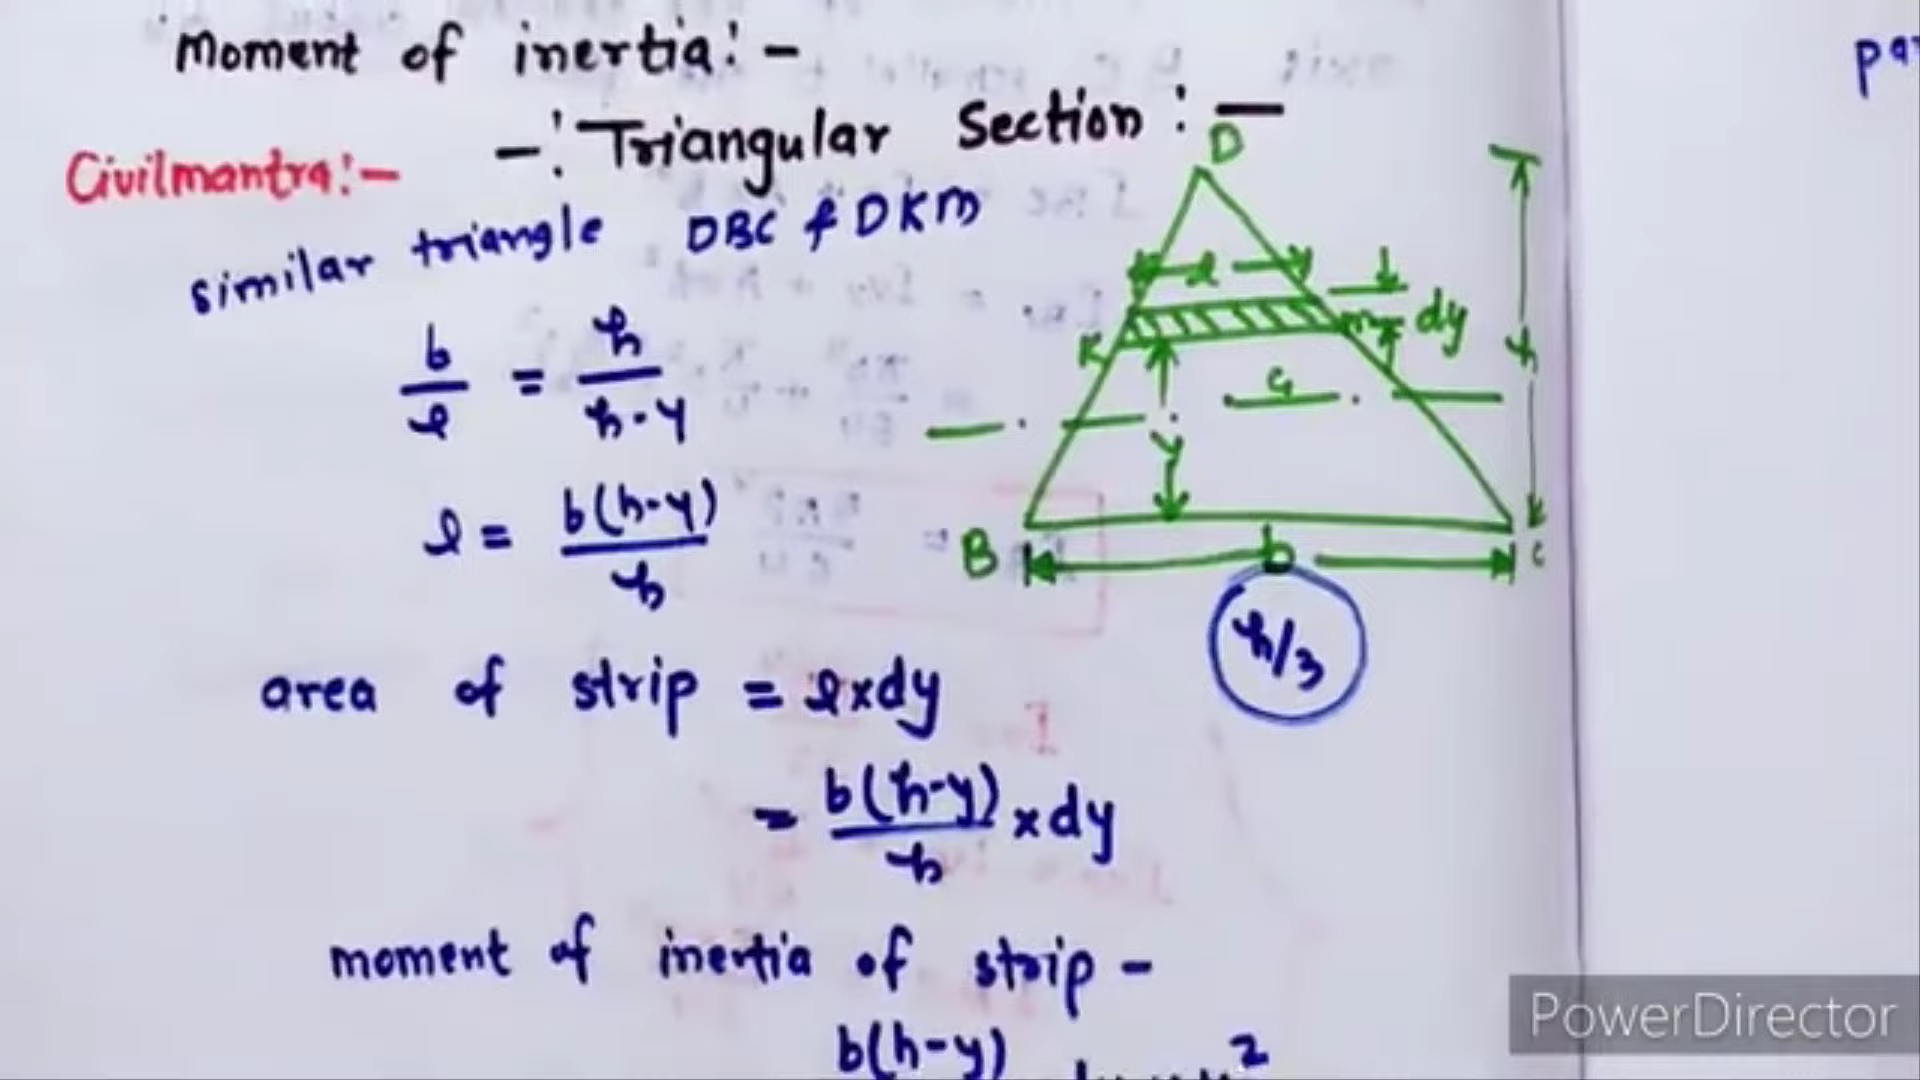 Moment of inertia:-
-: Triangular Section :-
Civilmantra:-
similar triangle DBC & DKM
b/l = h/h-y
l = b(h-y)/h
area of strip = l x dy
= b(h-y)/h x dy
moment of inertia of strip -
b(h-y)
2
D
l
dy
K
m
h
G
y
B
b
C
h/3
PowerDirector